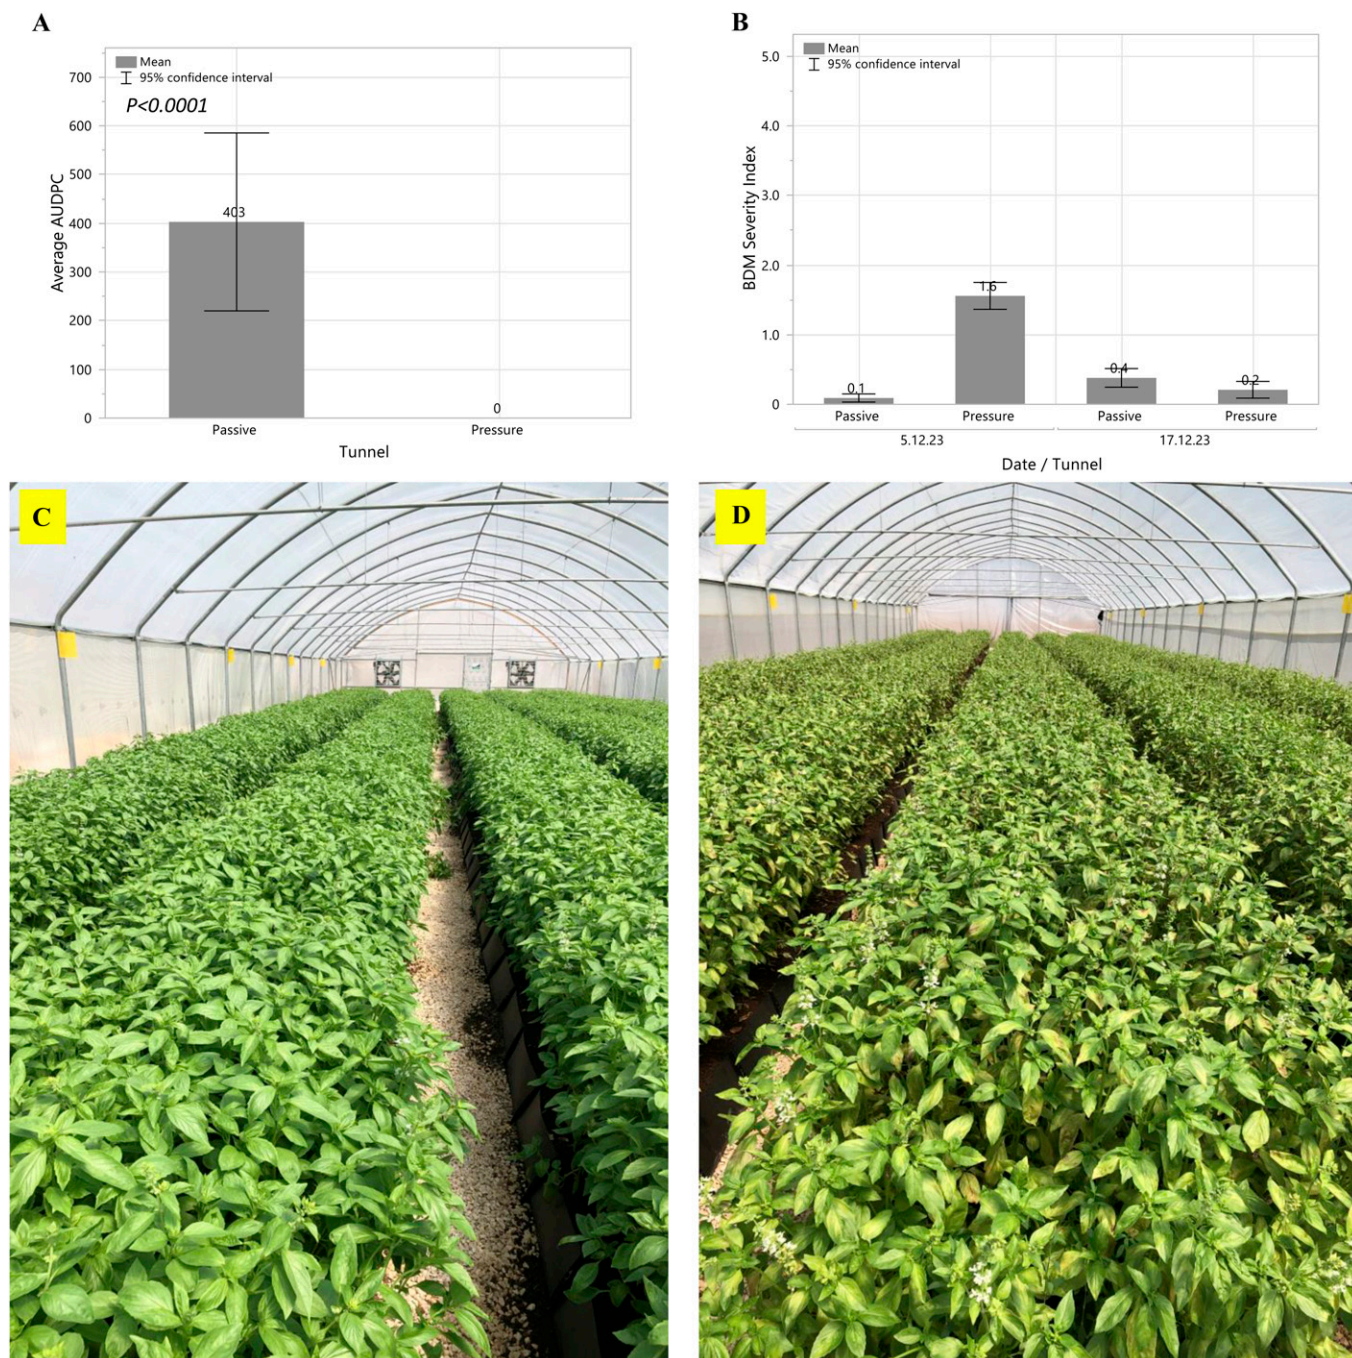 A
Mean
95% confidence interval
P<0.0001
700
600
500
400
300
200
100
0
Average AUDPC
403
0
Passive
Pressure
Tunnel
B
Mean
95% confidence interval
5.0
4.0
3.0
2.0
1.0
0
BDM Severity Index
0.1
1.6
0.4
0.2
Passive
Pressure
Passive
Pressure
5.12.23
17.12.23
Date / Tunnel
C
D